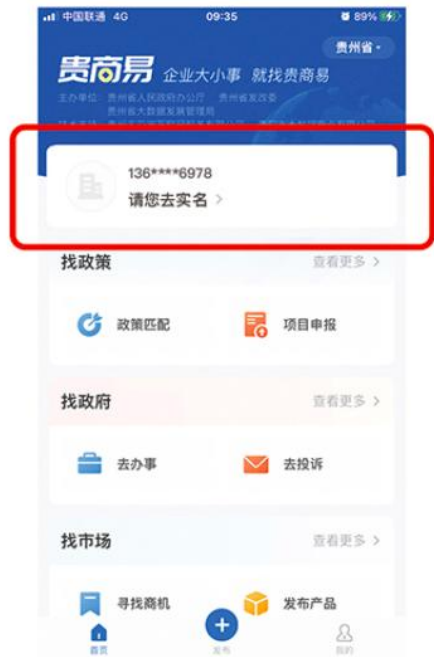 中国联通 4G 09:35 89%
贵州省
贵商易 企业大小事 就找贵商易
主办单位: 贵州省人民政府办公厅 贵州省发改委
贵州省大数据发展管理局
136****6978
请您去实名 >
找政策 查看更多 >
政策匹配 项目申报
找政府 查看更多 >
去办事 去投诉
找市场 查看更多 >
寻找商机 发布产品
首页 发布 我的